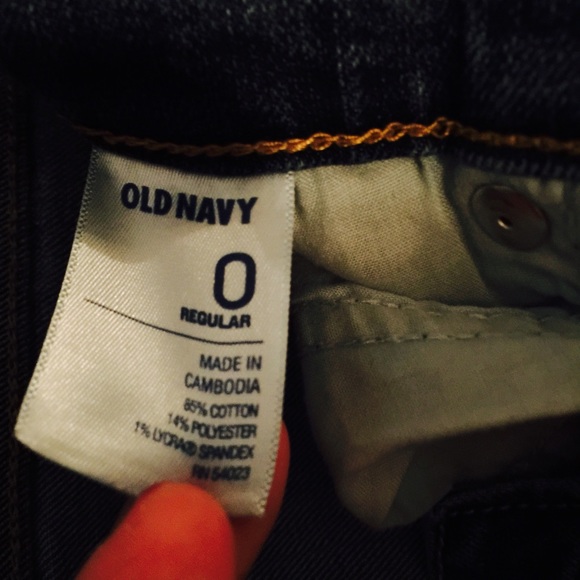 OLD NAVY
0
REGULAR
MADE IN
CAMBODIA
85% COTTON
14% POLYESTER
1% LYCRA® SPANDEX
RN 54023